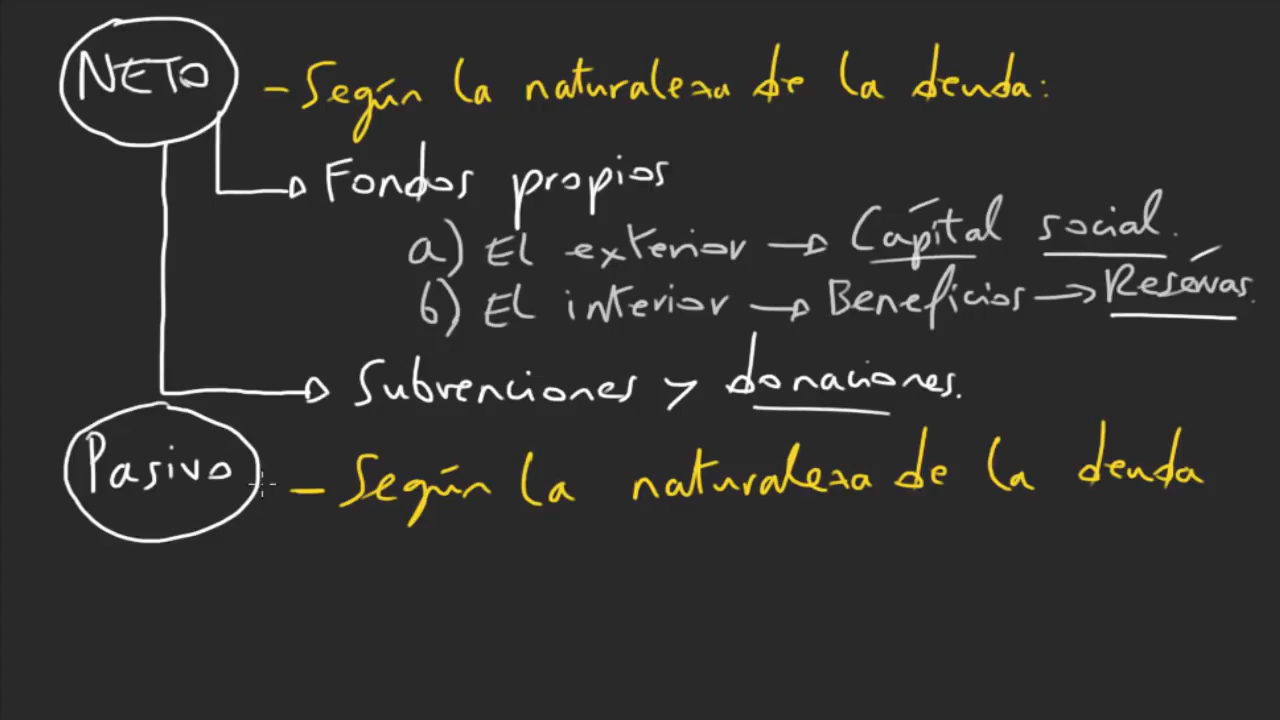 NETO - Según la naturaleza de la deuda:
Fondos propios
a) El exterior → Capital social.
b) El interior → Beneficios → Reservas.
Subvenciones y donaciones.
Pasivo - Según la naturaleza de la deuda